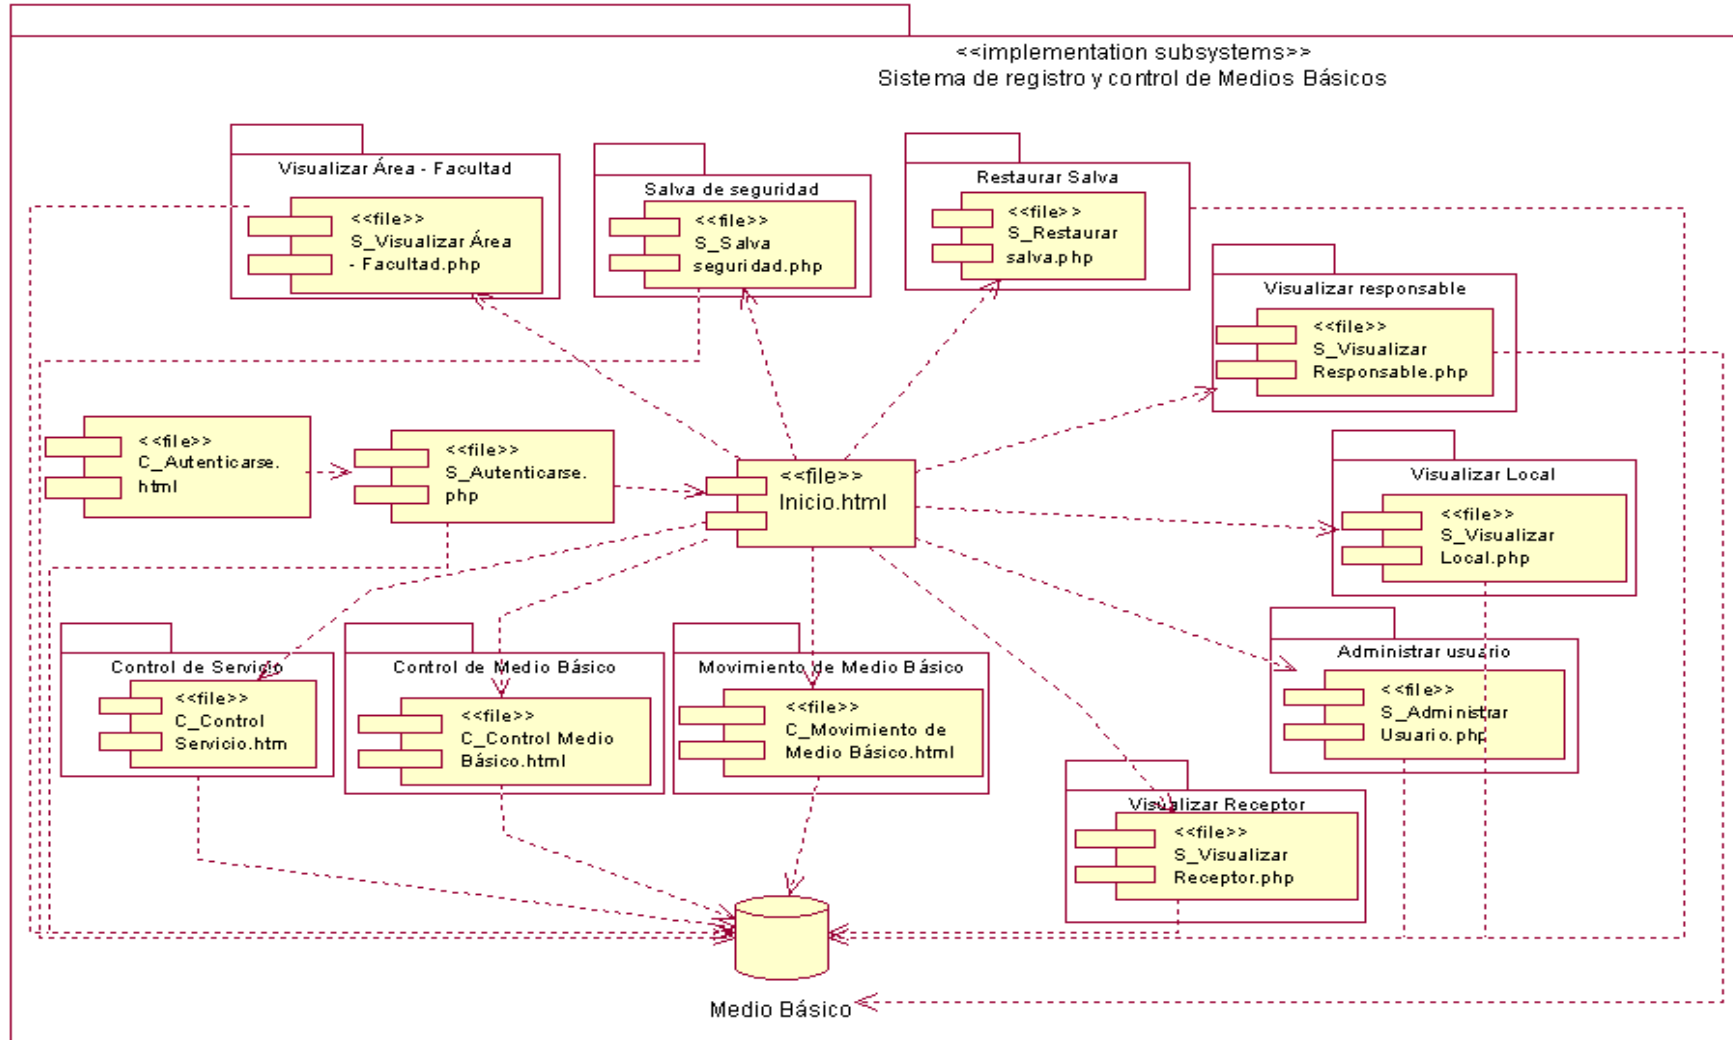 <<implementation subsystems>>
Sistema de registro y control de Medios Básicos
Visualizar Área - Facultad
<<file>>
S_Visualizar Área
- Facultad.php
Salva de seguridad
<<file>>
S_Salva
seguridad.php
Restaurar Salva
<<file>>
S_Restaurar
salva.php
Visualizar responsable
<<file>>
S_Visualizar
Responsable.php
<<file>>
C_Autenticarse.
html
<<file>>
S_Autenticarse.
php
<<file>>
Inicio.html
Visualizar Local
<<file>>
S_Visualizar
Local.php
Control de Servicio
<<file>>
C_Control
Servicio.htm
Control de Medio Básico
<<file>>
C_Control Medio
Básico.html
Movimiento de Medio Básico
<<file>>
C_Movimiento de
Medio Básico.html
Administrar usuario
<<file>>
S_Administrar
Usuario.php
Visualizar Receptor
<<file>>
S_Visualizar
Receptor.php
Medio Básico